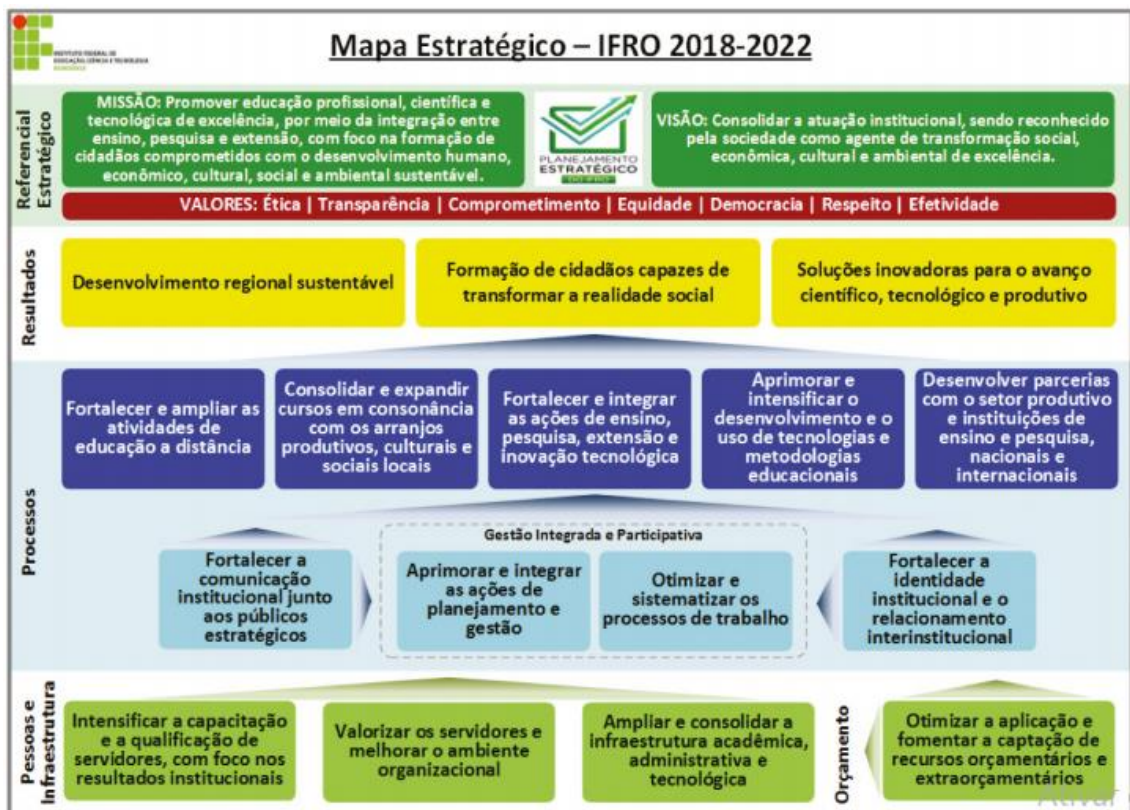 INSTITUTO FEDERAL DE
EDUCAÇÃO, CIÊNCIA E TECNOLOGIA
RONDÔNIA
Mapa Estratégico – IFRO 2018-2022
Referencial
Estratégico
MISSÃO: Promover educação profissional, científica e
tecnológica de excelência, por meio da integração entre
ensino, pesquisa e extensão, com foco na formação de
cidadãos comprometidos com o desenvolvimento humano,
econômico, cultural, social e ambiental sustentável.
PLANEJAMENTO
ESTRATÉGICO
DO IFRO
VISÃO: Consolidar a atuação institucional, sendo reconhecido
pela sociedade como agente de transformação social,
econômica, cultural e ambiental de excelência.
VALORES: Ética | Transparência | Comprometimento | Equidade | Democracia | Respeito | Efetividade
Resultados
Desenvolvimento regional sustentável
Formação de cidadãos capazes de
transformar a realidade social
Soluções inovadoras para o avanço
científico, tecnológico e produtivo
Processos
Fortalecer e ampliar as
atividades de
educação a distância
Consolidar e expandir
cursos em consonância
com os arranjos
produtivos, culturais e
sociais locais
Fortalecer e integrar
as ações de ensino,
pesquisa, extensão e
inovação tecnológica
Aprimorar e
intensificar o
desenvolvimento e o
uso de tecnologias e
metodologias
educacionais
Desenvolver parcerias
com o setor produtivo
e instituições de
ensino e pesquisa,
nacionais e
internacionais
Fortalecer a
comunicação
institucional junto
aos públicos
estratégicos
Gestão Integrada e Participativa
Aprimorar e integrar
as ações de
planejamento e
gestão
Otimizar e
sistematizar os
processos de trabalho
Fortalecer a
identidade
institucional e o
relacionamento
interinstitucional
Pessoas e
Infraestrutura
Intensificar a capacitação
e a qualificação de
servidores, com foco nos
resultados institucionais
Valorizar os servidores e
melhorar o ambiente
organizacional
Ampliar e consolidar a
infraestrutura acadêmica,
administrativa e
tecnológica
Orçamento
Otimizar a aplicação e
fomentar a captação de
recursos orçamentários e
extraorçamentários
Ativar